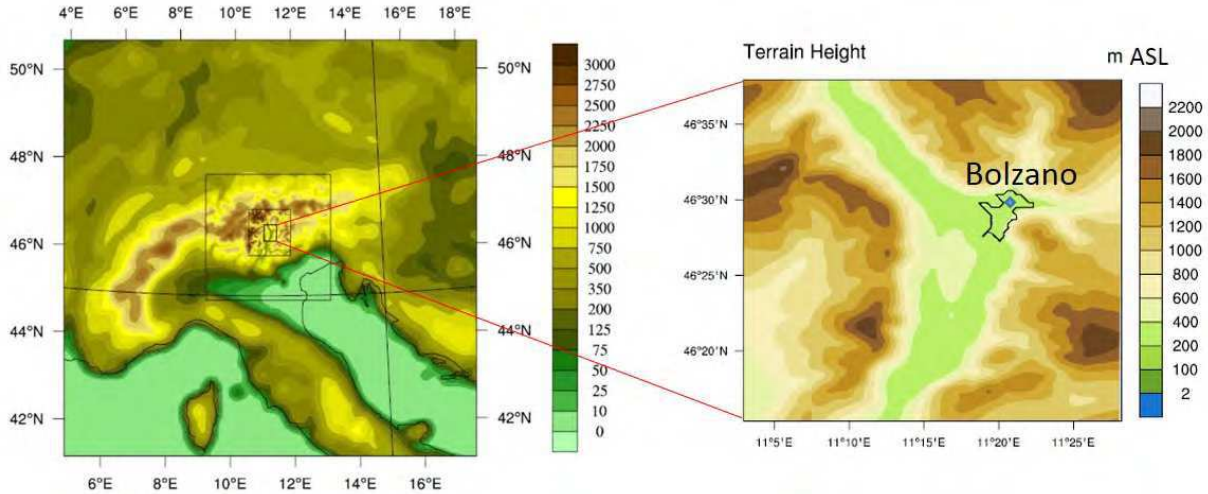 4°E 6°E 8°E 10°E 12°E 14°E 16°E 18°E
50°N
48°N
46°N
44°N
42°N
50°N
48°N
46°N
44°N
42°N
6°E 8°E 10°E 12°E 14°E 16°E
3000
2750
2500
2250
2000
1750
1500
1250
1000
750
500
350
200
125
75
50
25
10
0
Terrain Height
m ASL
46°35'N
46°30'N
46°25'N
46°20'N
Bolzano
11°5'E 11°10'E 11°15'E 11°20'E 11°25'E
2200
2000
1800
1600
1400
1200
1000
800
600
400
200
100
2